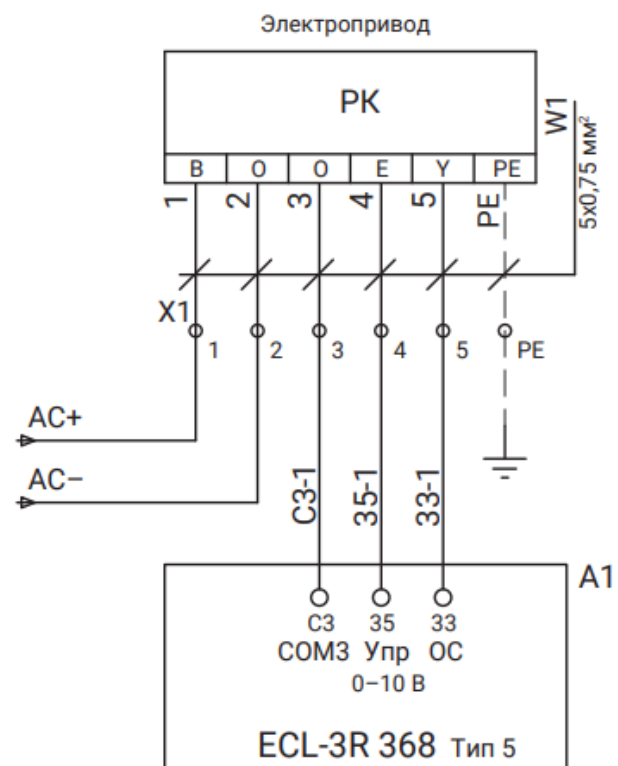 Электропривод
РК
W1
5x0,75 мм²
В О О Е Y PE
1 2 3 4 5 PE
X1
1 2 3 4 5 PE
AC+
AC–
C3-1 35-1 33-1
A1
C3 35 33
COM3 Упр ОС
0–10 В
ECL-3R 368 Тип 5